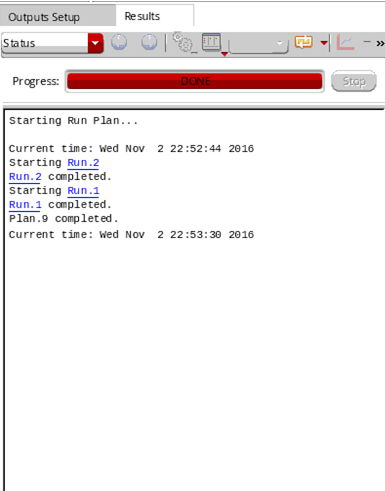 Outputs Setup Results
Status
Progress: DONE Stop
Starting Run Plan...
Current time: Wed Nov  2 22:52:44 2016
Starting Run.2
Run.2 completed.
Starting Run.1
Run.1 completed.
Plan.9 completed.
Current time: Wed Nov  2 22:53:30 2016